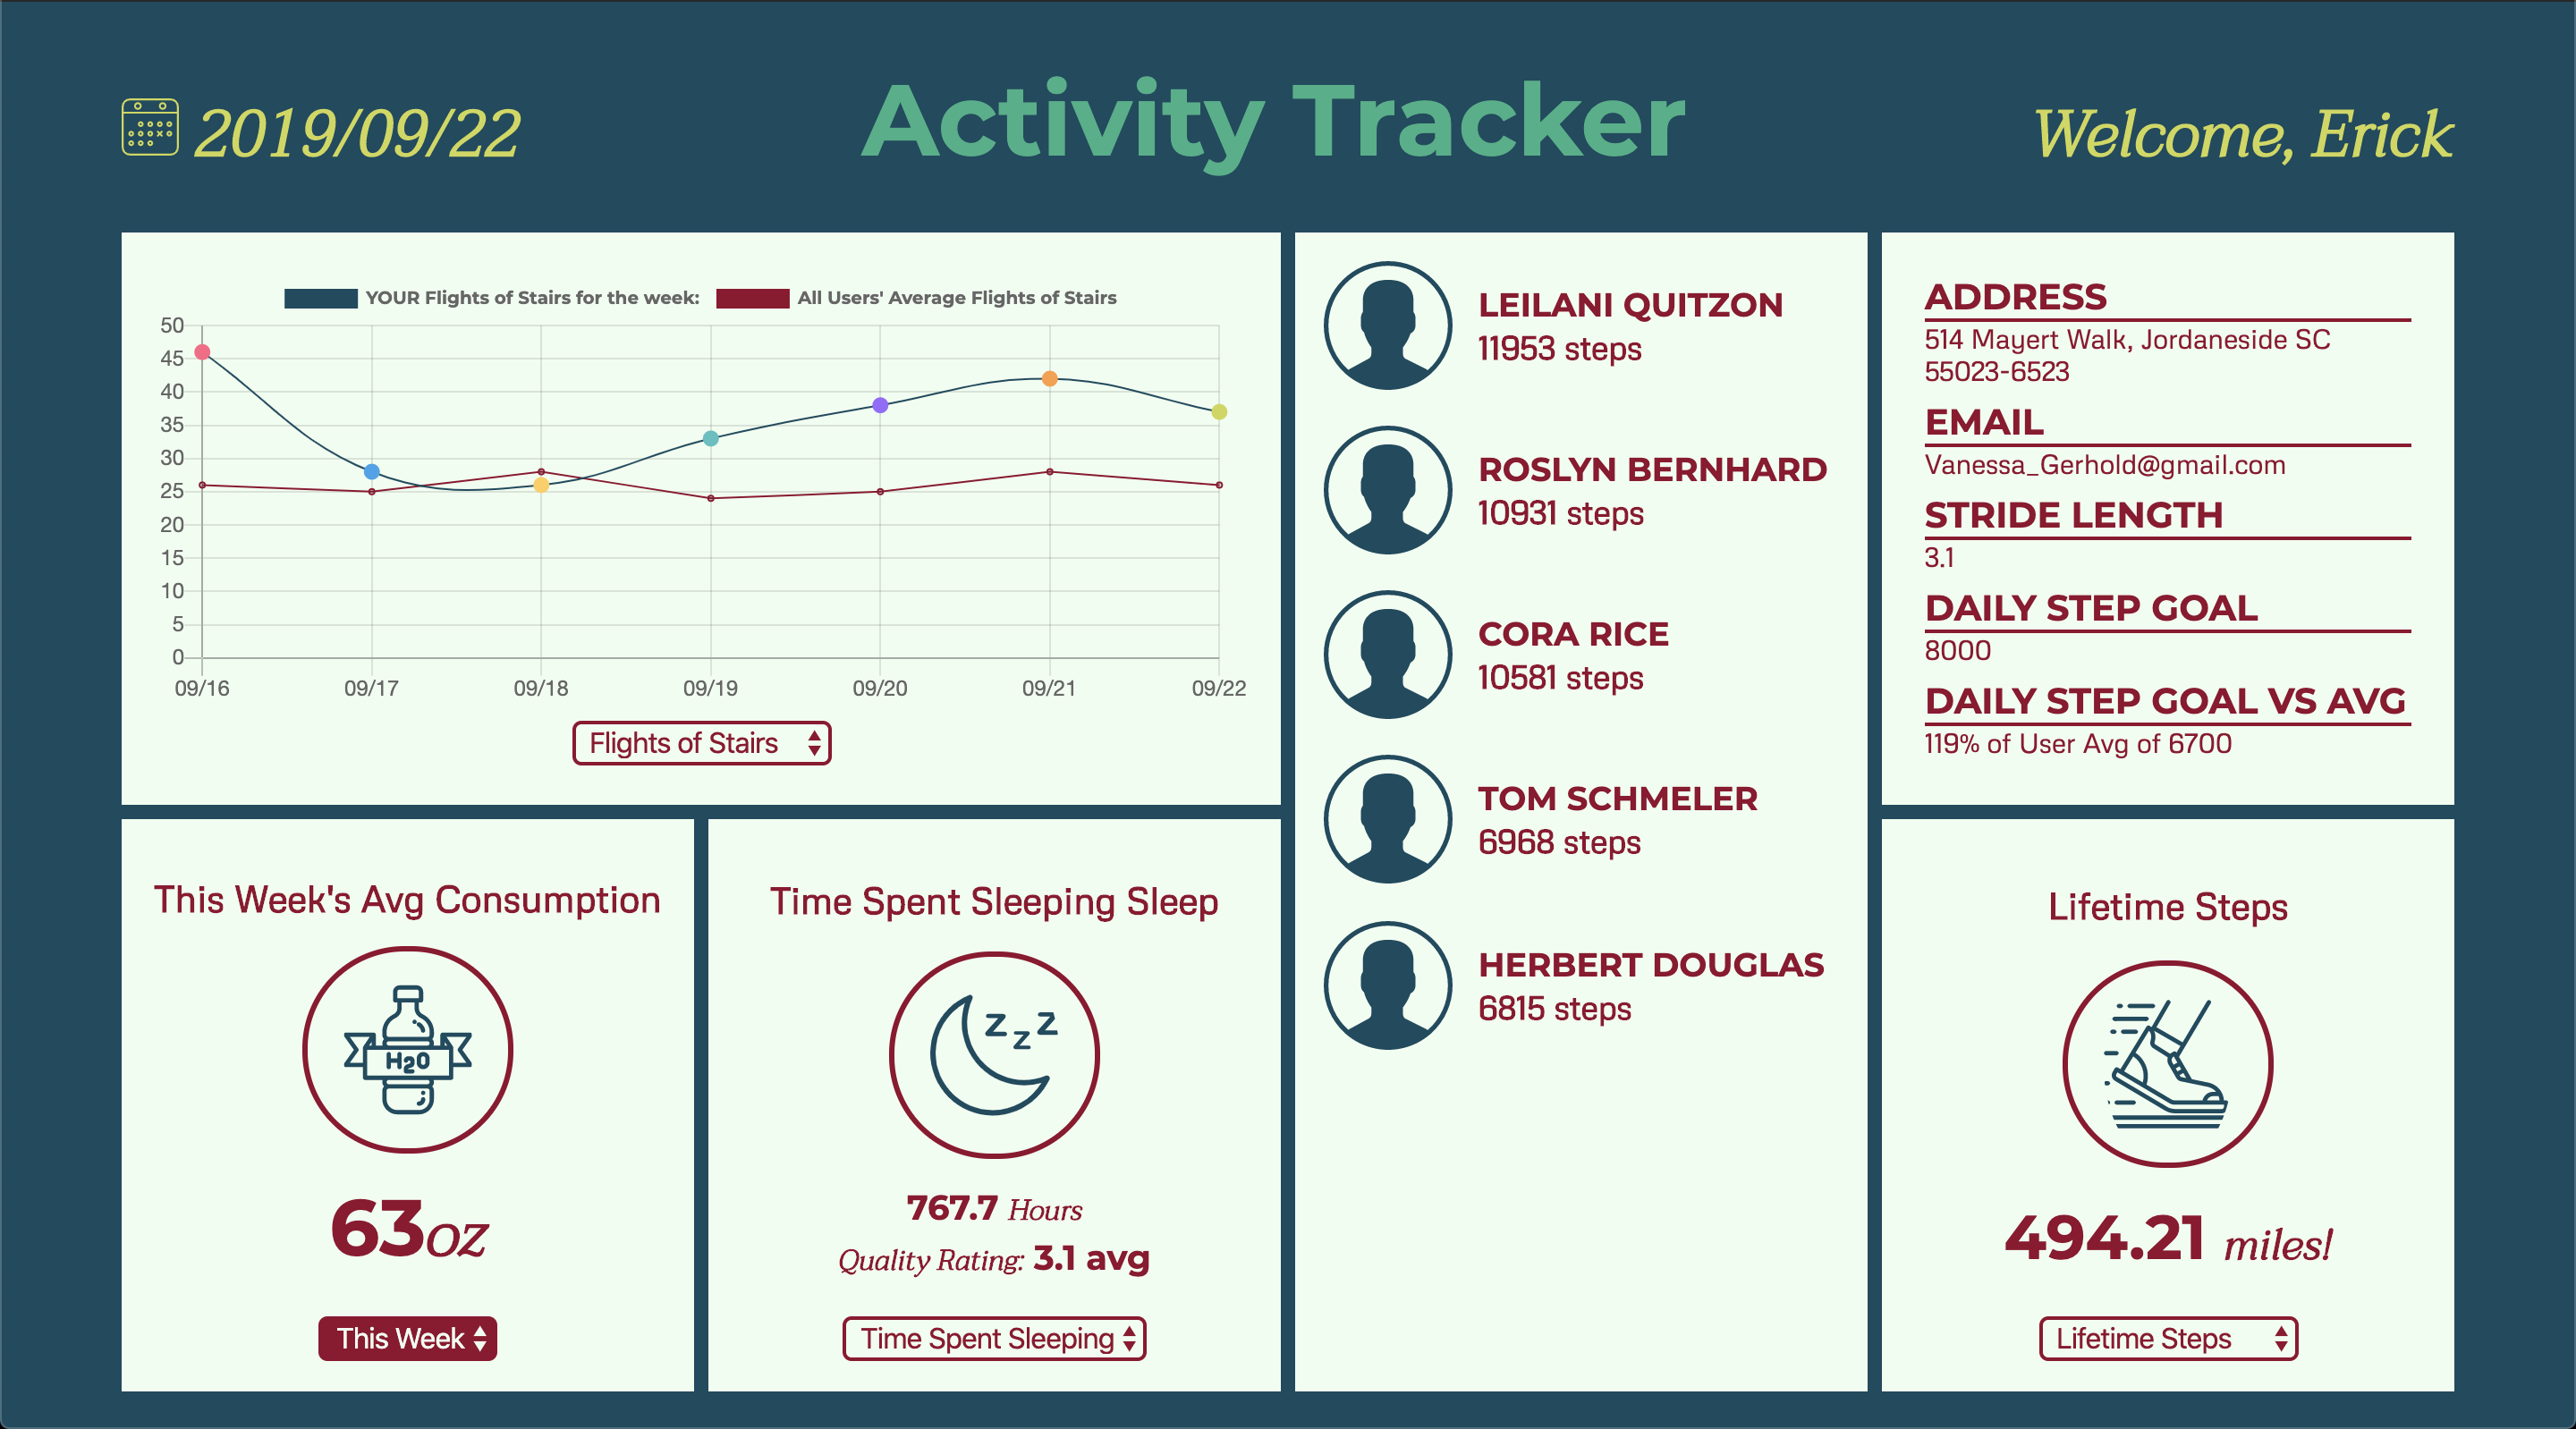 2019/09/22
Activity Tracker
Welcome, Erick
YOUR Flights of Stairs for the week:
All Users' Average Flights of Stairs
50
45
40
35
30
25
20
15
10
5
0
09/16
09/17
09/18
09/19
09/20
09/21
09/22
Flights of Stairs
LEILANI QUITZON
11953 steps
ROSLYN BERNHARD
10931 steps
CORA RICE
10581 steps
TOM SCHMELER
6968 steps
HERBERT DOUGLAS
6815 steps
ADDRESS
514 Mayert Walk, Jordaneside SC
55023-6523
EMAIL
Vanessa_Gerhold@gmail.com
STRIDE LENGTH
3.1
DAILY STEP GOAL
8000
DAILY STEP GOAL VS AVG
119% of User Avg of 6700
This Week's Avg Consumption
H2O
63oz
This Week
Time Spent Sleeping Sleep
z z z
767.7 Hours
Quality Rating: 3.1 avg
Time Spent Sleeping
Lifetime Steps
494.21 miles!
Lifetime Steps